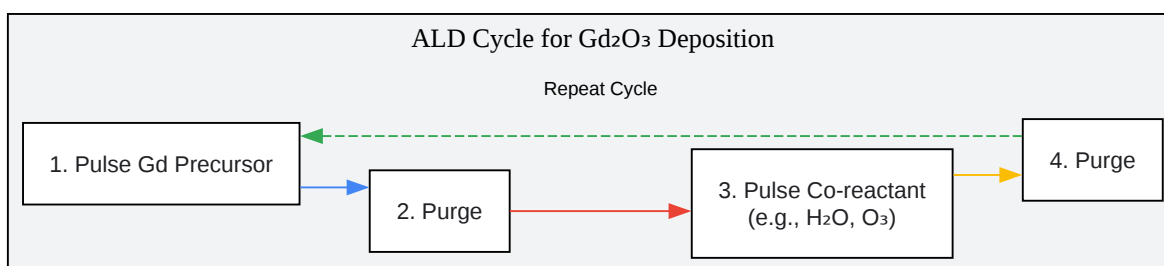 ALD Cycle for Gd₂O₃ Deposition
Repeat Cycle
1. Pulse Gd Precursor
2. Purge
3. Pulse Co-reactant
(e.g., H₂O, O₃)
4. Purge